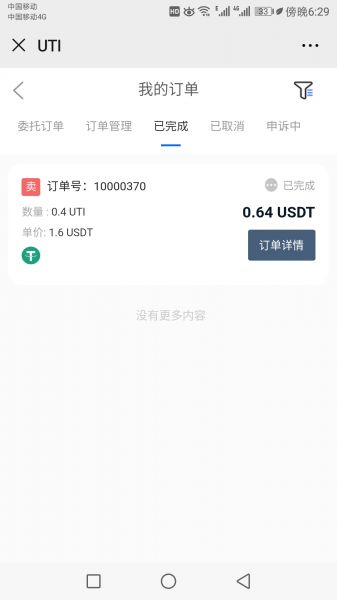 中国移动
中国移动4G
HD
傍晚6:29
UTI
我的订单
委托订单 订单管理 已完成 已取消 申诉中
卖 订单号：10000370 已完成
数量 : 0.4 UTI 0.64 USDT
单价: 1.6 USDT
订单详情
没有更多内容